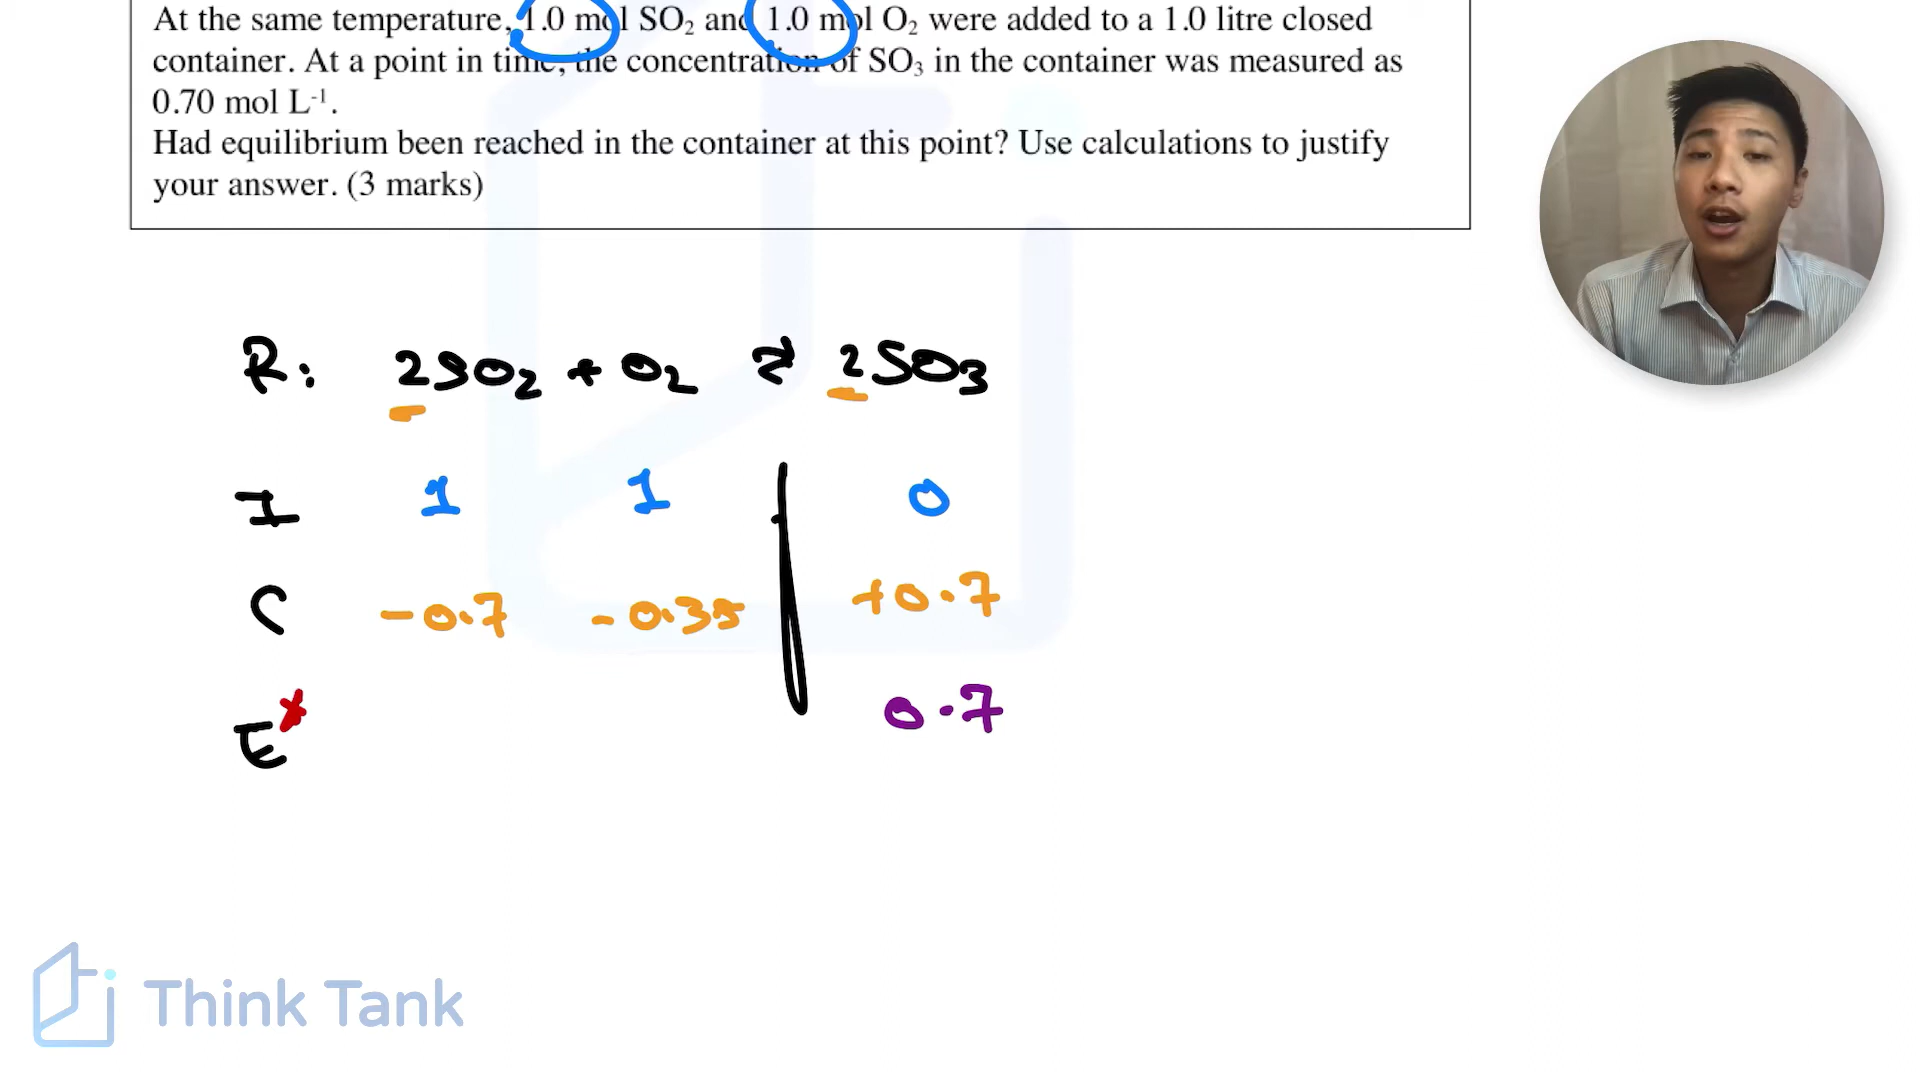 At the same temperature, 1.0 mol SO₂ and 1.0 mol O₂ were added to a 1.0 litre closed
container. At a point in time, the concentration of SO₃ in the container was measured as
0.70 mol L⁻¹.
Had equilibrium been reached in the container at this point? Use calculations to justify
your answer. (3 marks)
R: 2SO₂ + O₂ ⇌ 2SO₃
I 1 1 0
C -0.7 -0.35 +0.7
E* 0.7
Think Tank